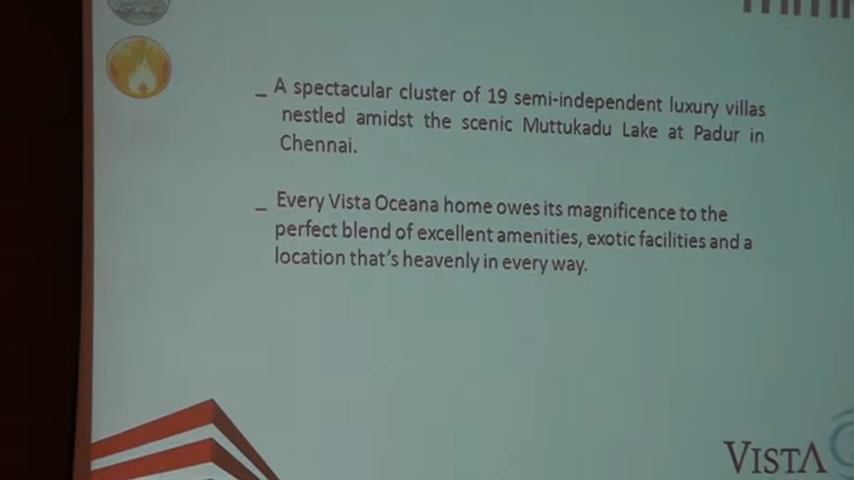 _ A spectacular cluster of 19 semi-independent luxury villas
nestled amidst the scenic Muttukadu Lake at Padur in
Chennai.
_ Every Vista Oceana home owes its magnificence to the
perfect blend of excellent amenities, exotic facilities and a
location that's heavenly in every way.
VISTA